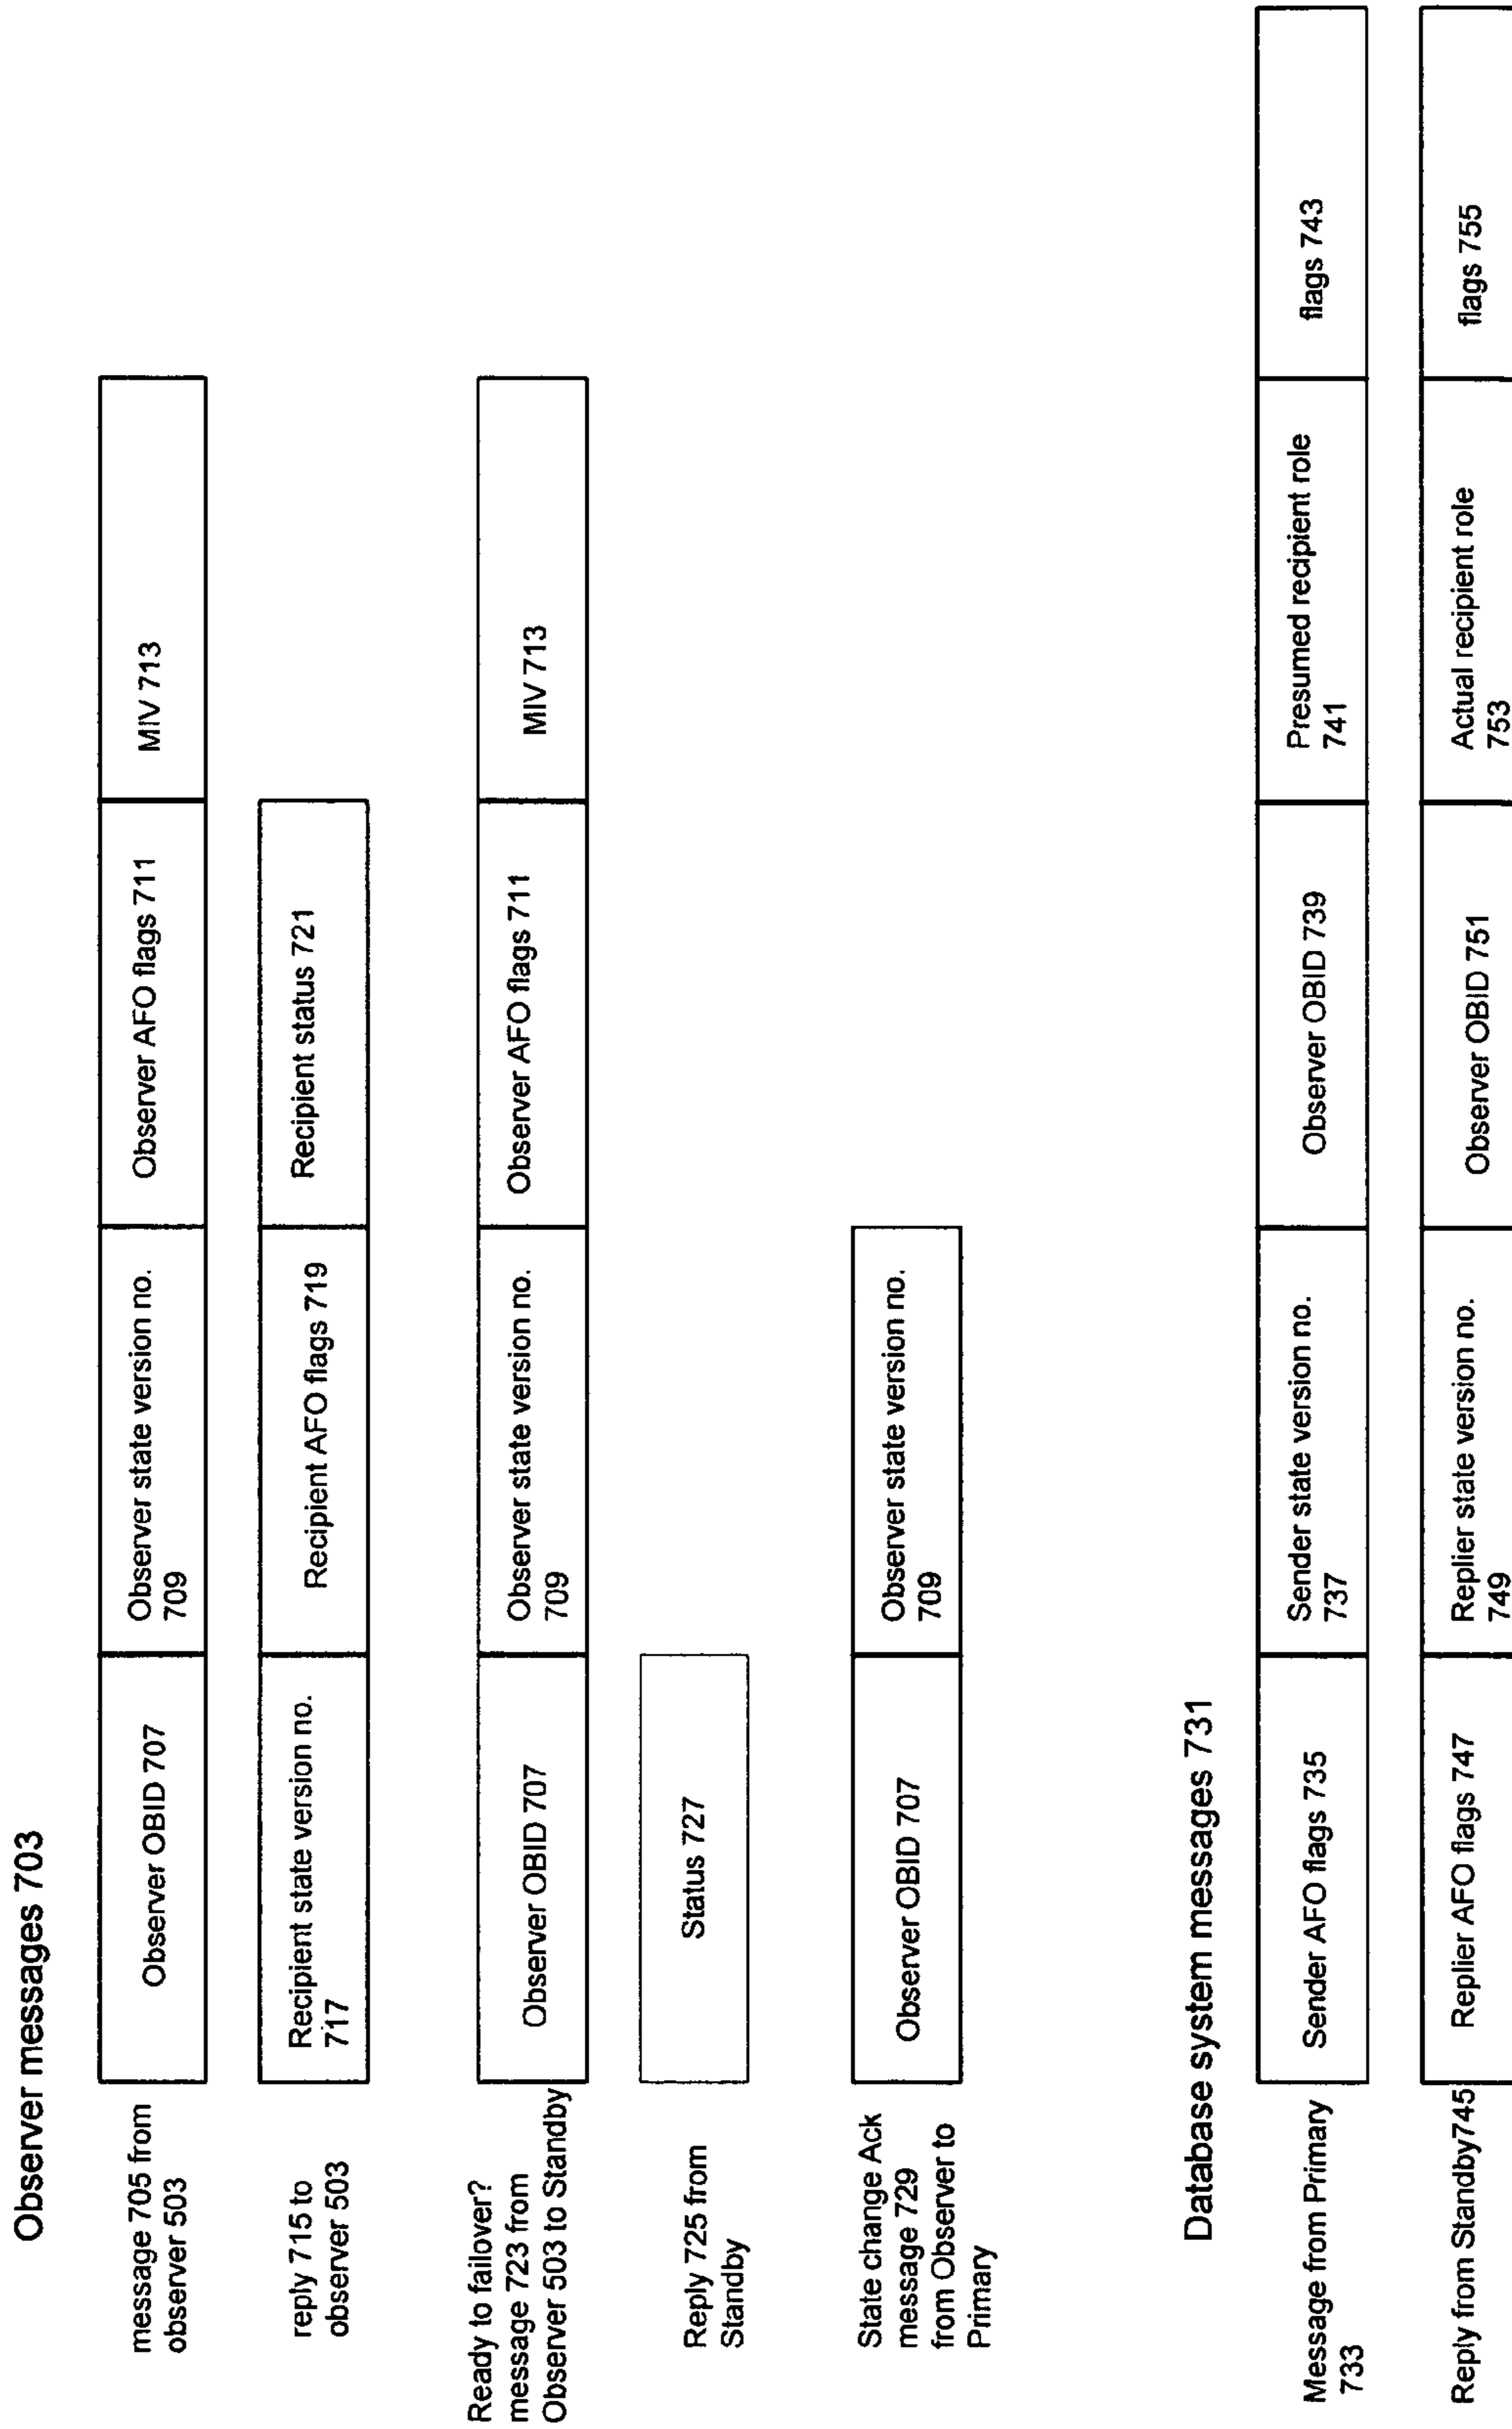 Observer messages 703
message 705 from
observer 503
Observer OBID 707
Observer state version no.
709
Observer AFO flags 711
MIV 713
reply 715 to
observer 503
Recipient state version no.
717
Recipient AFO flags 719
Recipient status 721
Ready to failover?
message 723 from
Observer 503 to Standby
Observer OBID 707
Observer state version no.
709
Observer AFO flags 711
MIV 713
Reply 725 from
Standby
Status 727
State change Ack
message 729
from Observer to
Primary
Observer OBID 707
Observer state version no.
709
Database system messages 731
Message from Primary
733
Sender AFO flags 735
Sender state version no.
737
Observer OBID 739
Presumed recipient role
741
flags 743
Reply from Standby745
Replier AFO flags 747
Replier state version no.
749
Observer OBID 751
Actual recipient role
753
flags 755